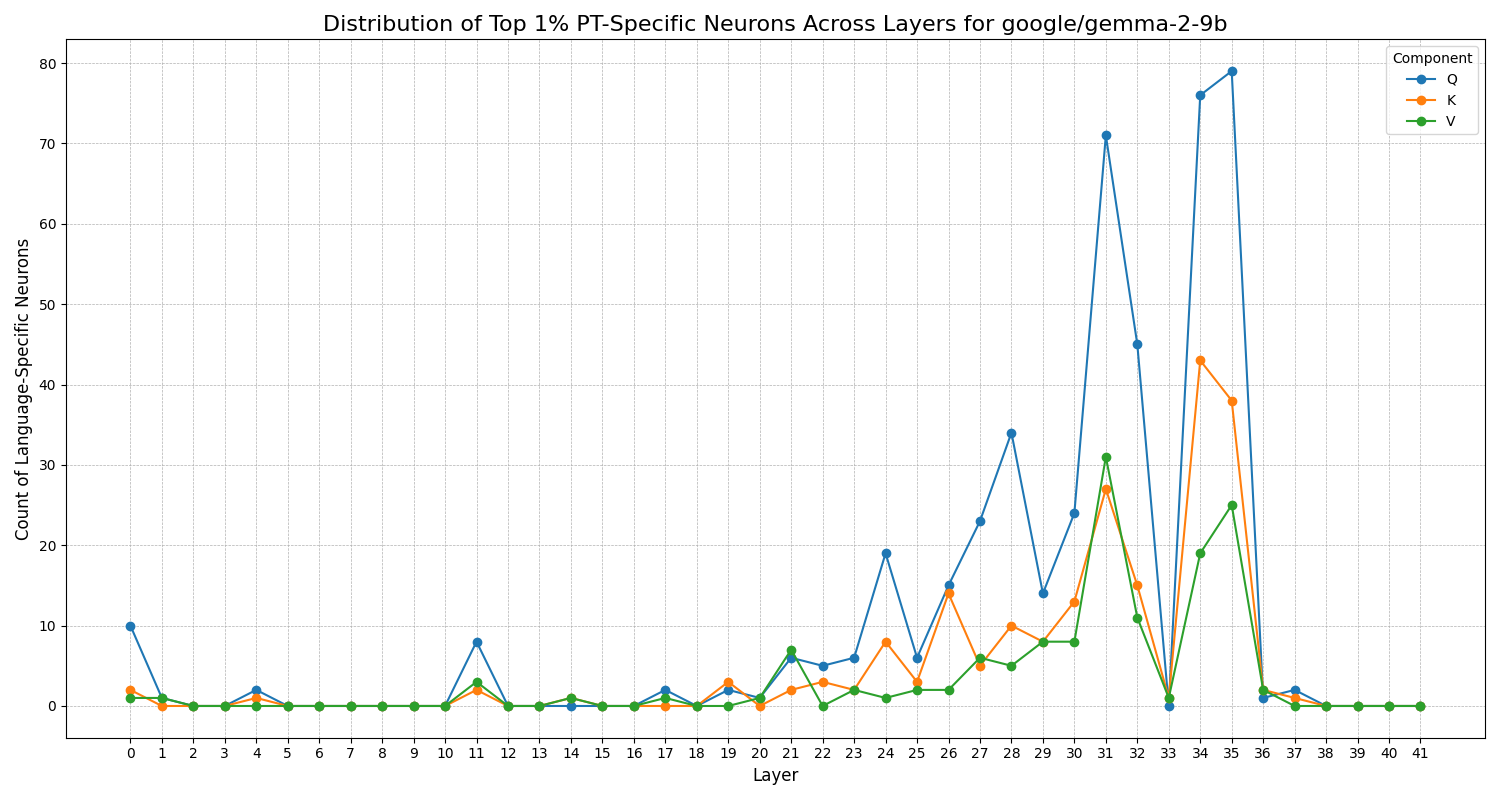 Distribution of Top 1% PT-Specific Neurons Across Layers for google/gemma-2-9b
Component
Q
K
V
Count of Language-Specific Neurons
80
70
60
50
40
30
20
10
0
0 1 2 3 4 5 6 7 8 9 10 11 12 13 14 15 16 17 18 19 20 21 22 23 24 25 26 27 28 29 30 31 32 33 34 35 36 37 38 39 40 41
Layer